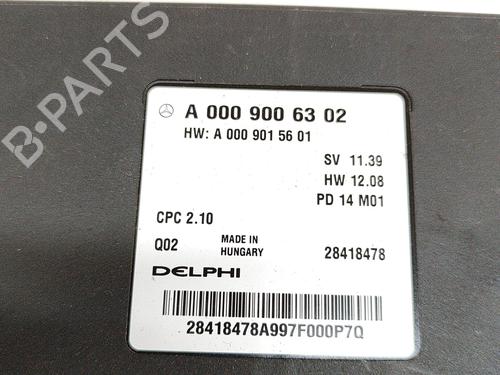 A 000 900 63 02
HW: A 000 901 56 01
SV 11.39
HW 12.08
PD 14 M01
CPC 2.10
Q02
MADE IN
HUNGARY
28418478
DELPHI
28418478A997F000P7Q
B-PARTS